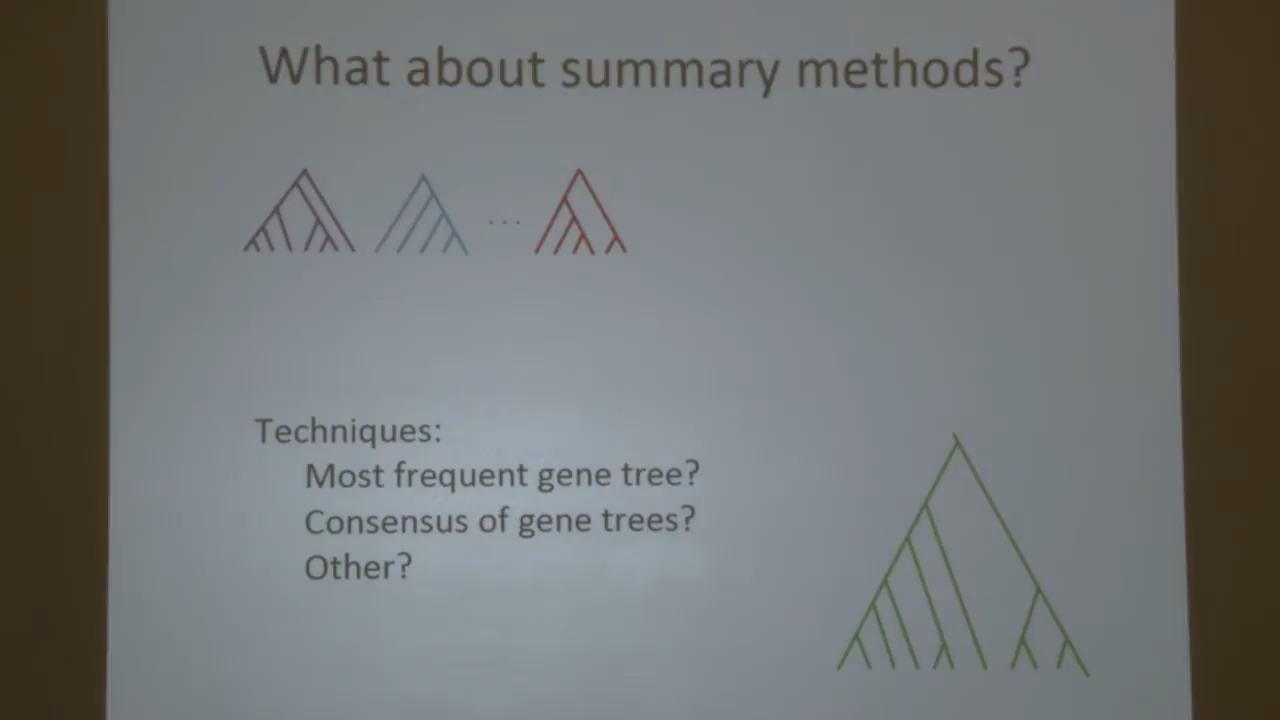 What about summary methods?
...
Techniques:
Most frequent gene tree?
Consensus of gene trees?
Other?